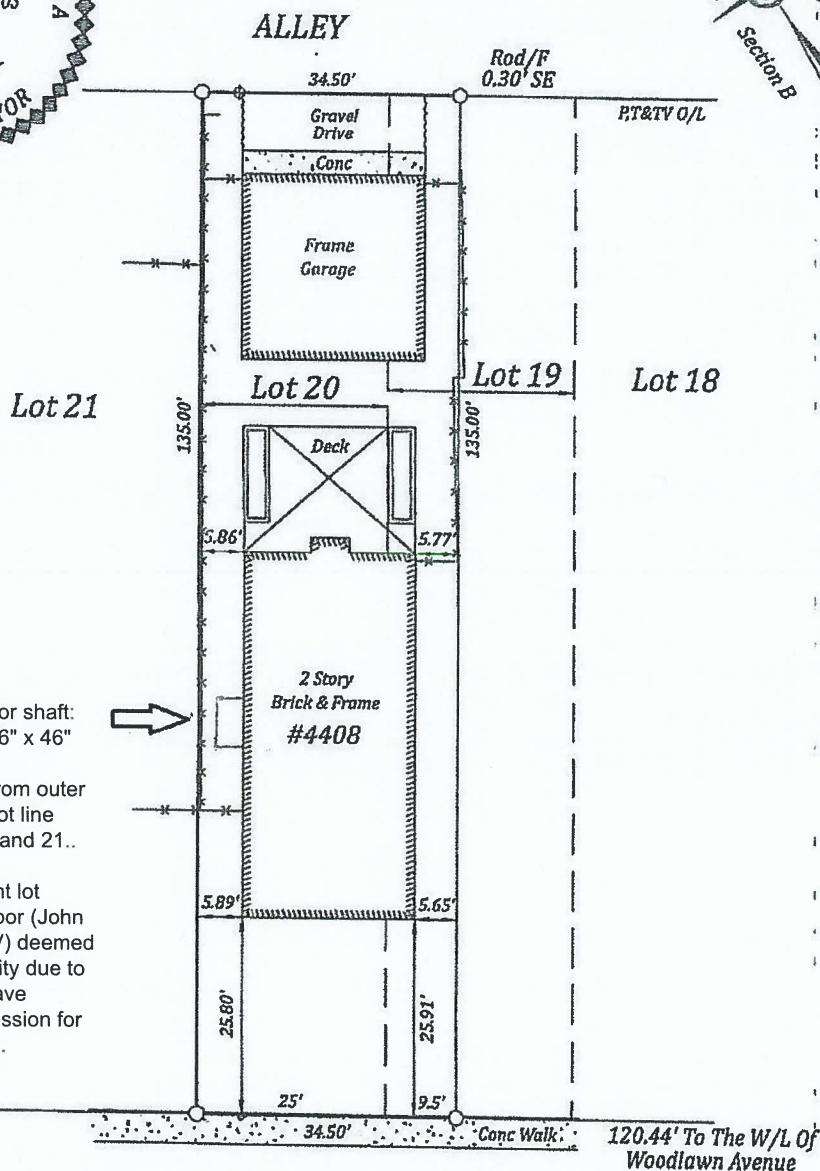 ALLEY
Section B
Rod/F
0.30' SE
34.50'
P,T&TV O/L
Gravel
Drive
Conc
Frame
Garage
Lot 21
Lot 20
Lot 19
Lot 18
135.00'
135.00'
Deck
5.86'
5.77'
2 Story
Brick & Frame
#4408
or shaft:
6" x 46"
rom outer
ot line
and 21..
nt lot
oor (John
) deemed
ity due to
ave
ssion for
.
5.89'
5.65'
25.80'
25.91'
25'
9.5'
34.50'
Conc Walk
120.44' To The W/L Of
Woodlawn Avenue